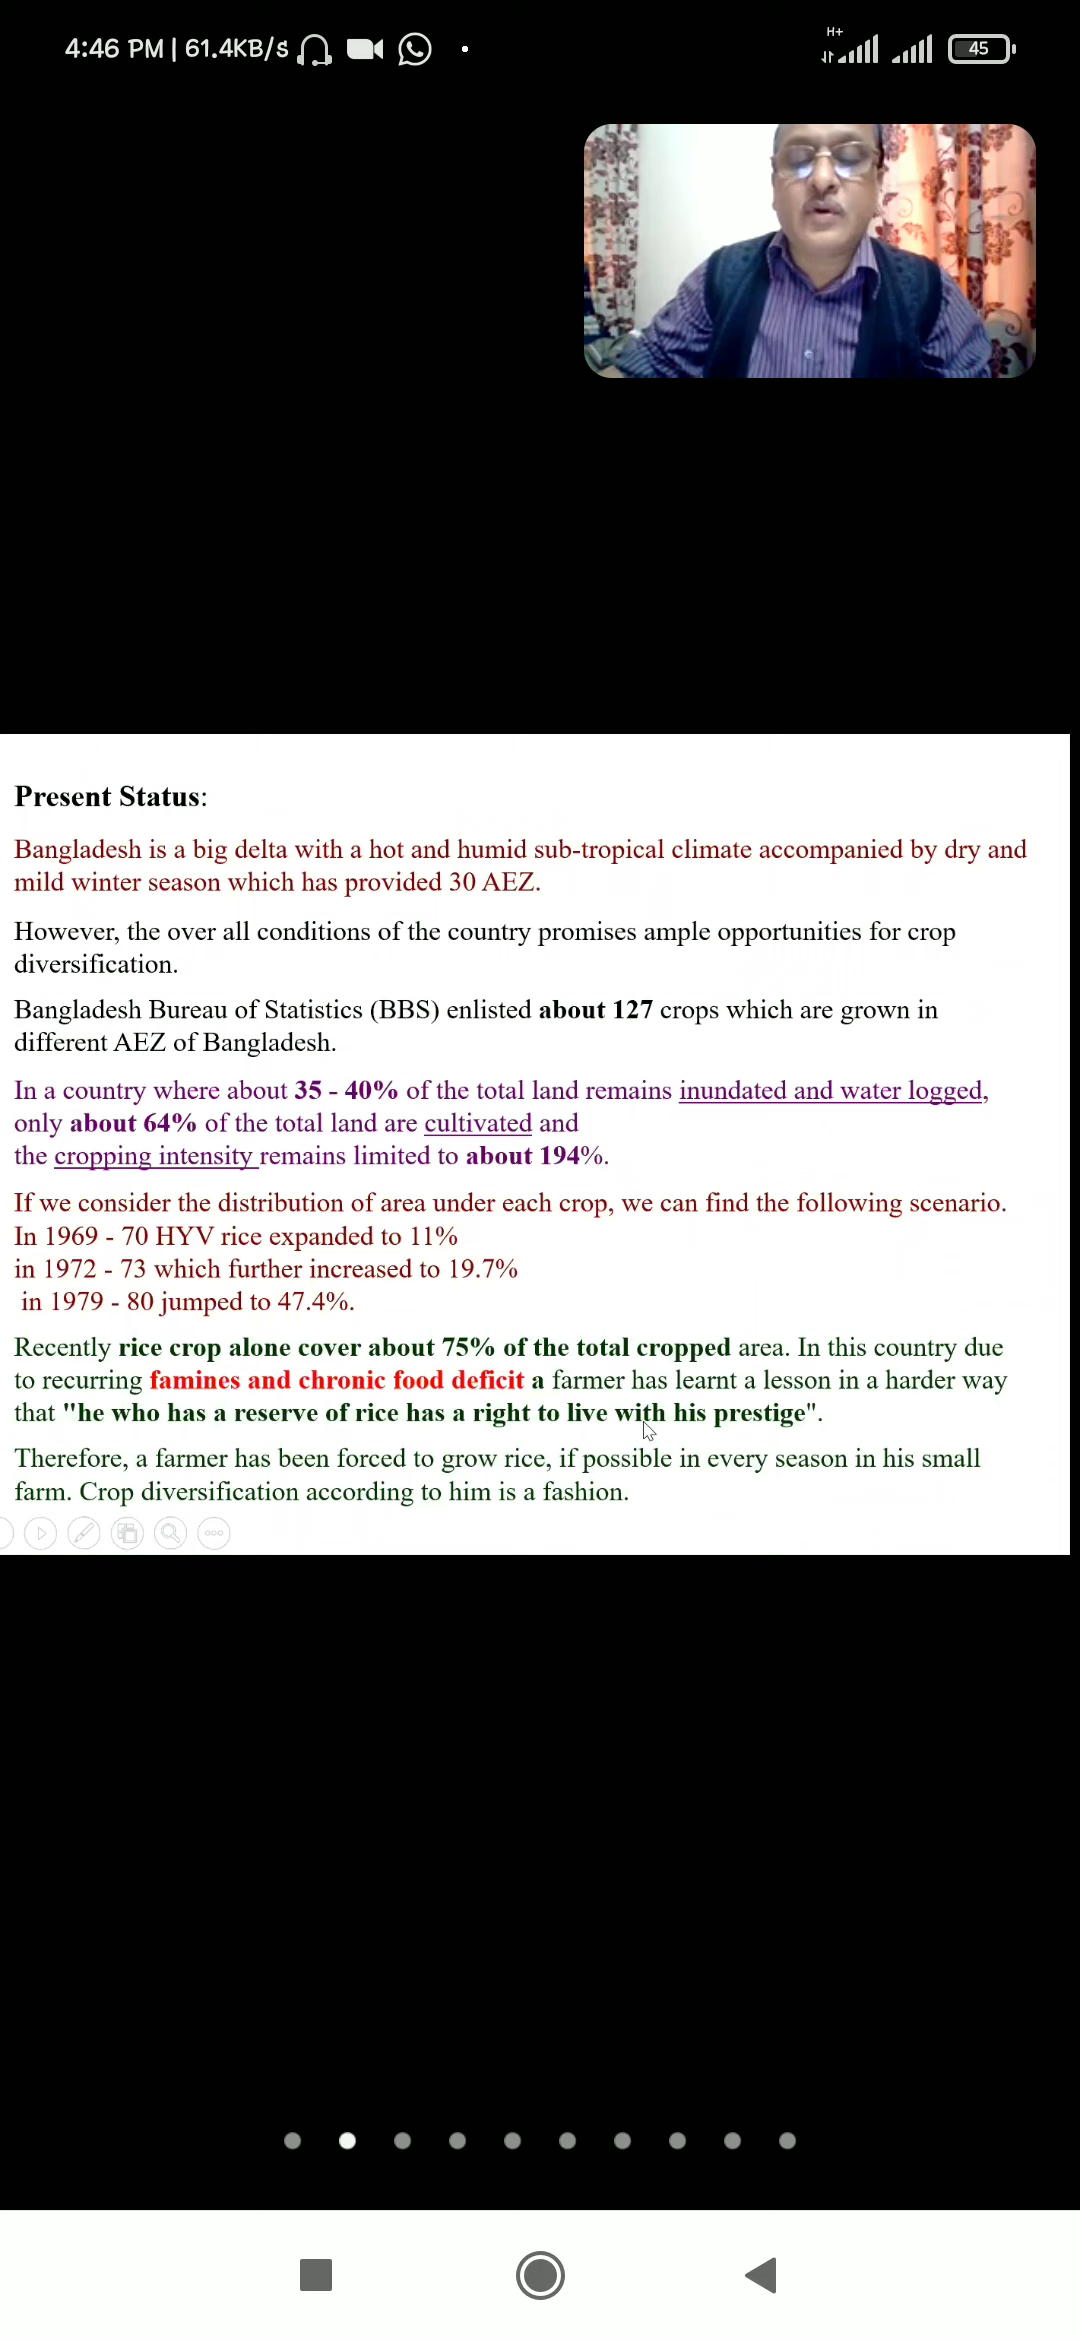 4:46 PM | 61.4KB/s
H+
45
Present Status:
Bangladesh is a big delta with a hot and humid sub-tropical climate accompanied by dry and
mild winter season which has provided 30 AEZ.
However, the over all conditions of the country promises ample opportunities for crop
diversification.
Bangladesh Bureau of Statistics (BBS) enlisted about 127 crops which are grown in
different AEZ of Bangladesh.
In a country where about 35 - 40% of the total land remains inundated and water logged,
only about 64% of the total land are cultivated and
the cropping intensity remains limited to about 194%.
If we consider the distribution of area under each crop, we can find the following scenario.
In 1969 - 70 HYV rice expanded to 11%
in 1972 - 73 which further increased to 19.7%
in 1979 - 80 jumped to 47.4%.
Recently rice crop alone cover about 75% of the total cropped area. In this country due
to recurring famines and chronic food deficit a farmer has learnt a lesson in a harder way
that "he who has a reserve of rice has a right to live with his prestige".
Therefore, a farmer has been forced to grow rice, if possible in every season in his small
farm. Crop diversification according to him is a fashion.